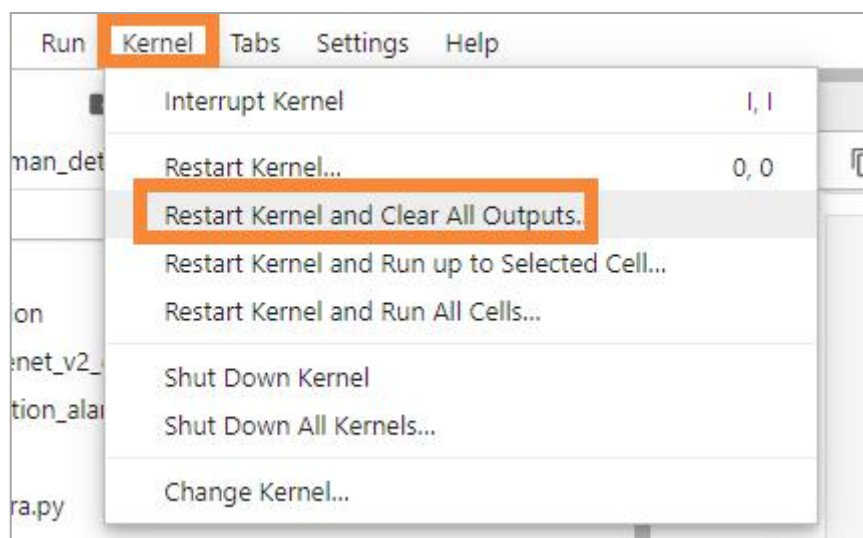 Run Kernel Tabs Settings Help
Interrupt Kernel I, I
man_det
Restart Kernel... 0, 0
Restart Kernel and Clear All Outputs..
Restart Kernel and Run up to Selected Cell...
on
Restart Kernel and Run All Cells...
enet_v2_
Shut Down Kernel
tion_alar
Shut Down All Kernels...
Change Kernel...
ra.py